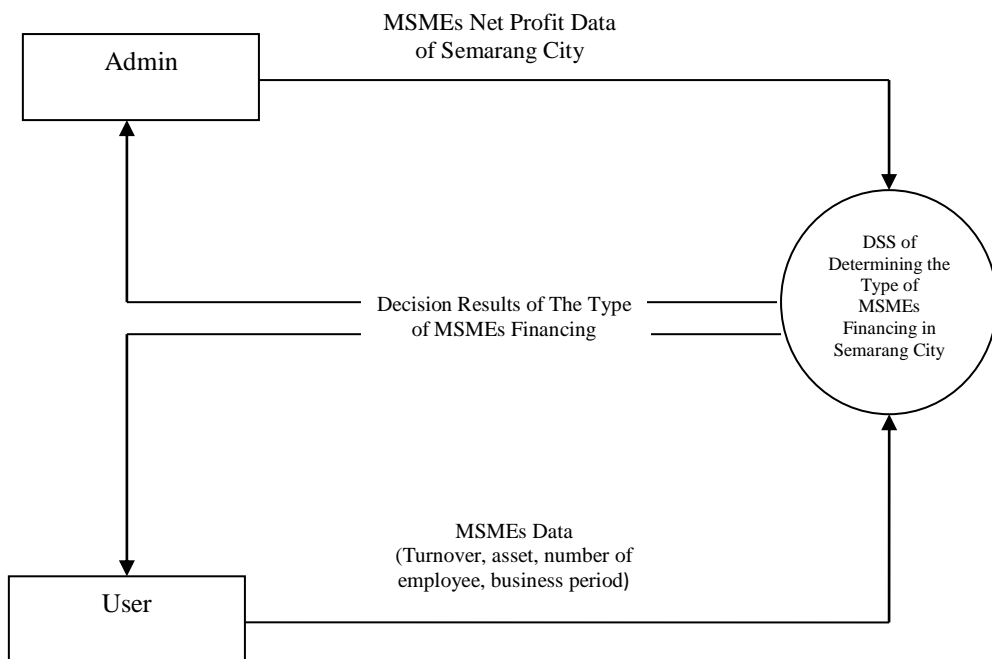 MSMEs Net Profit Data
of Semarang City
Admin
DSS of
Determining the
Type of
MSMEs
Financing in
Semarang City
Decision Results of The Type
of MSMEs Financing
MSMEs Data
(Turnover, asset, number of
employee, business period)
User